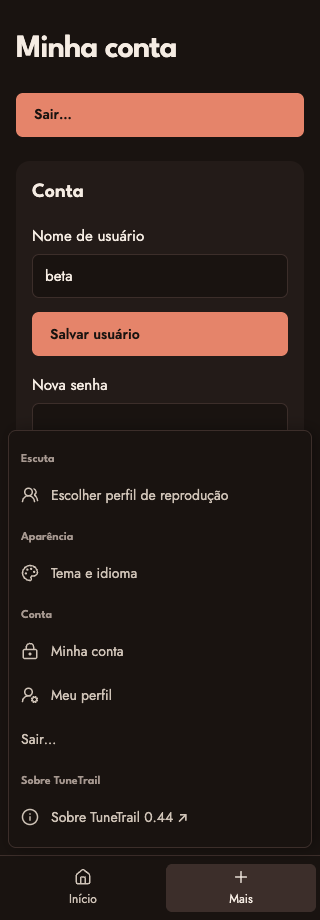 Minha conta
Sair...
Conta
Nome de usuário
beta
Salvar usuário
Nova senha
Escuta
Escolher perfil de reprodução
Aparência
Tema e idioma
Conta
Minha conta
Meu perfil
Sair...
Sobre TuneTrail
Sobre TuneTrail 0.44 ↗
Início
Mais